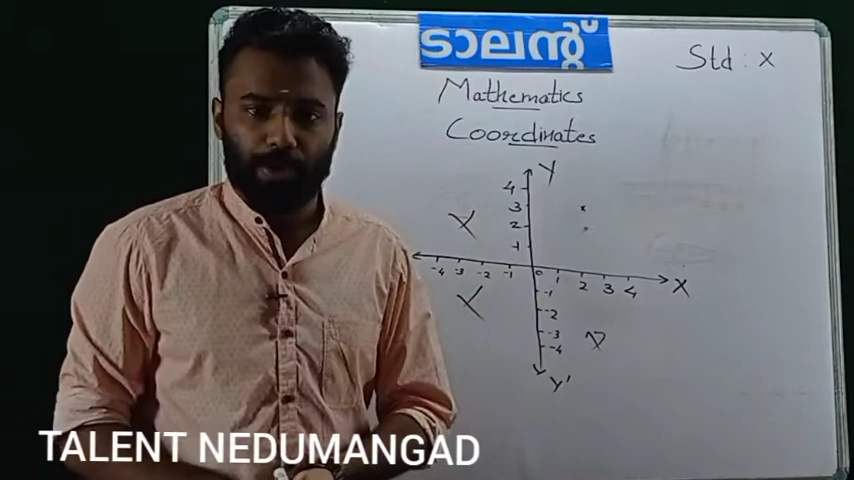 ടാലന്റ്
Std : X
Mathematics
Coordinates
Y
4
3
2
1
-4 -3 -2 -1 0 1 2 3 4 X
-1
-2
-3
-4
Y'
TALENT NEDUMANGAD